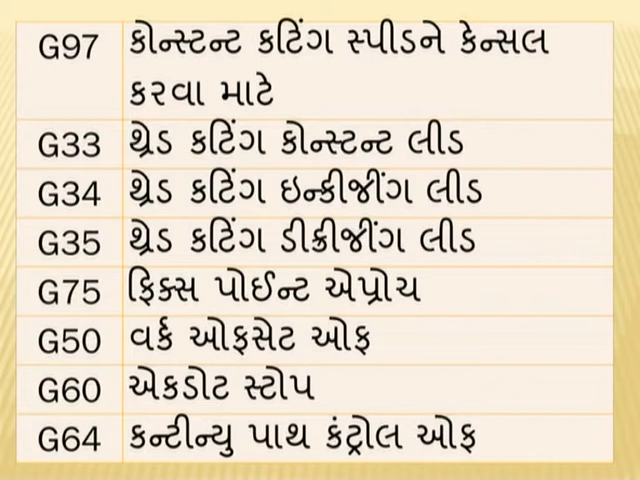 G97 કોન્સ્ટન્ટ કટિંગ સ્પીડને કેન્સલ
કરવા માટે
G33 થ્રેડ કટિંગ કોન્સ્ટન્ટ લીડ
G34 થ્રેડ કટિંગ ઇન્ક્રીજીંગ લીડ
G35 થ્રેડ કટિંગ ડીક્રીજીંગ લીડ
G75 ફિક્સ પોઈન્ટ એપ્રોચ
G50 વર્ક ઓફસેટ ઓફ
G60 એકડોટ સ્ટોપ
G64 કન્ટીન્યુ પાથ કંટ્રોલ ઓફ